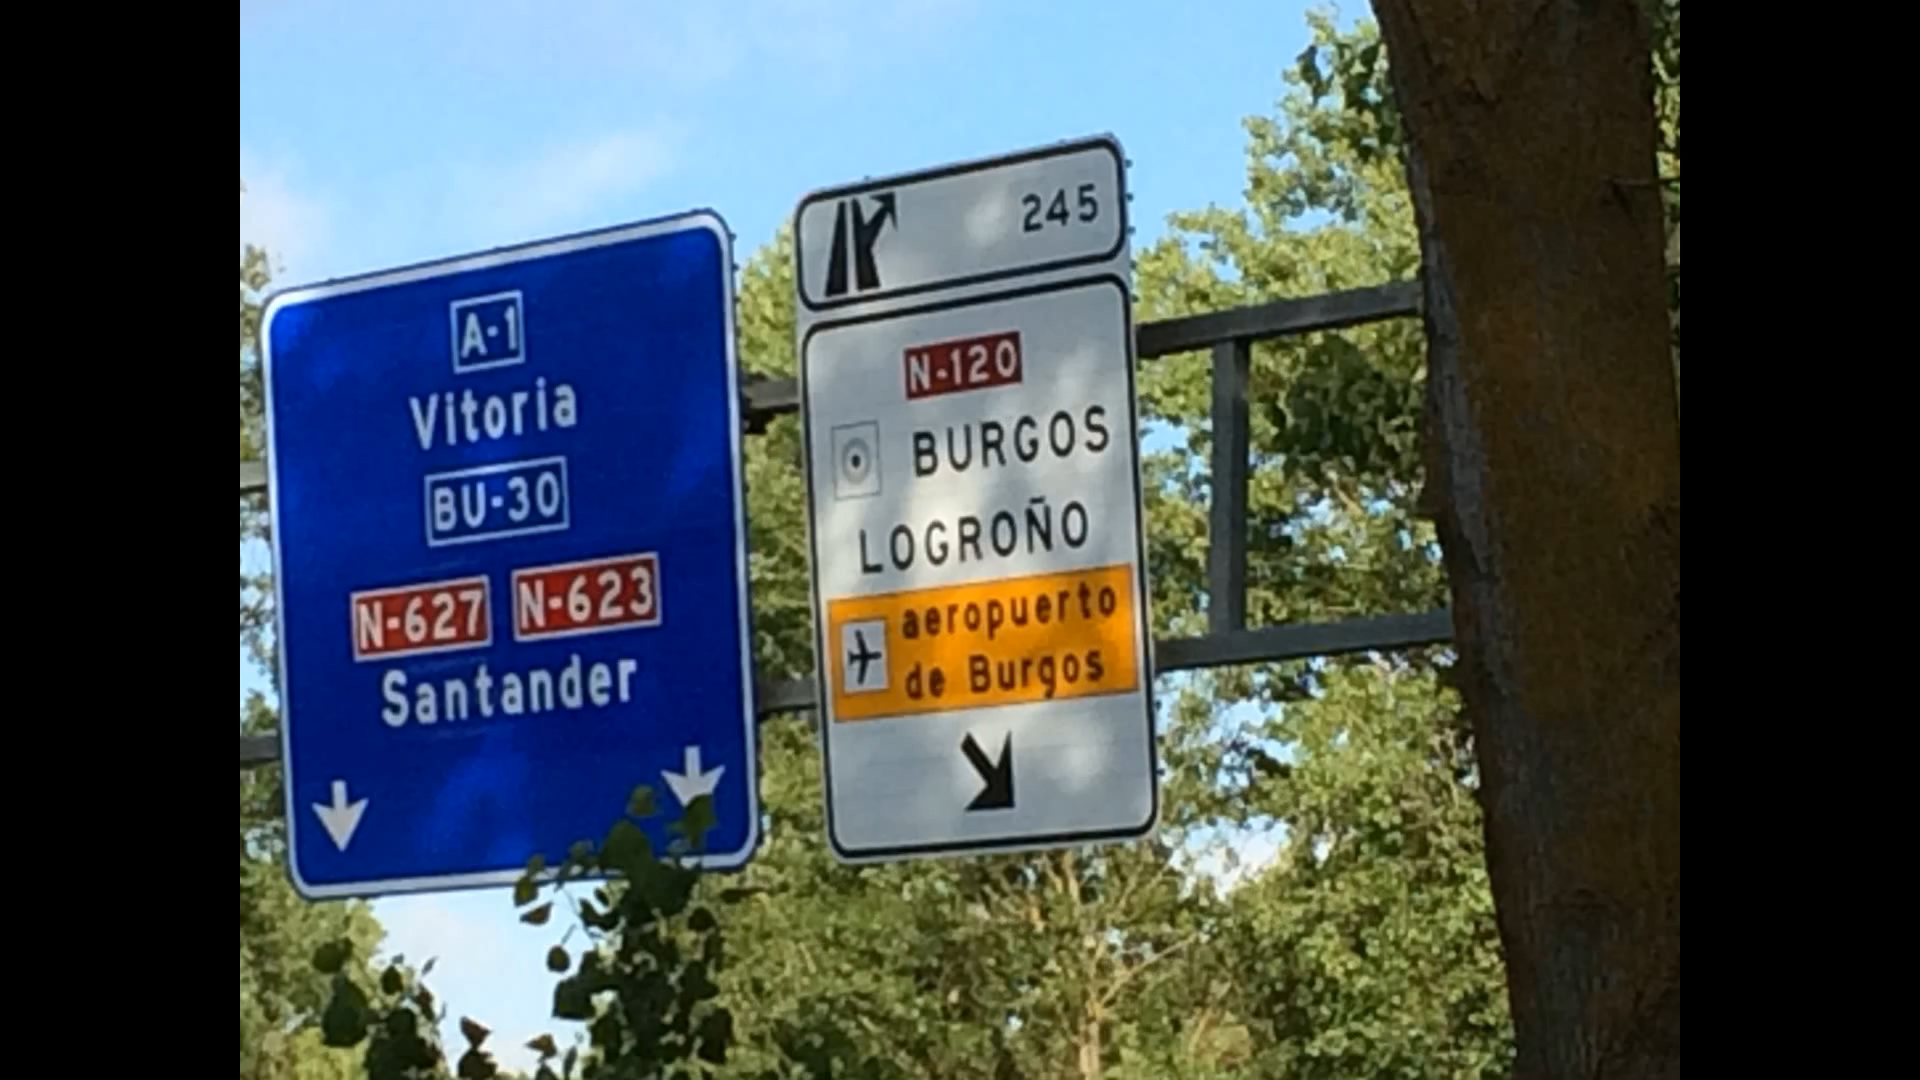 A-1
Vitoria
BU-30
N-627 N-623
Santander
245
N-120
BURGOS
LOGROÑO
aeropuerto
de Burgos